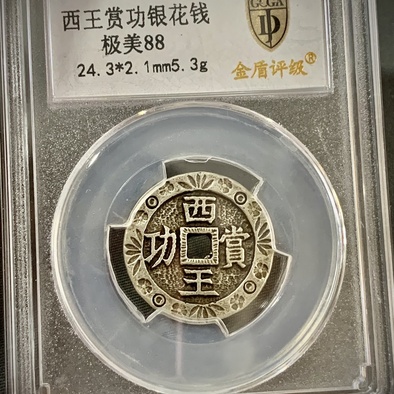 西王赏功银花钱
极美88
24.3*2.1mm5.3g
GCGA
金盾评级®
西
功 賞
王